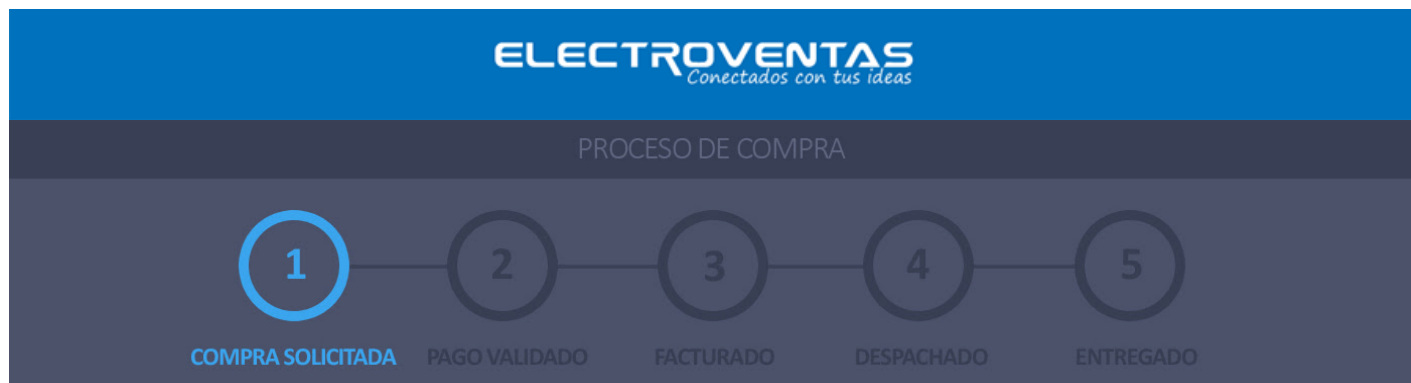 ELECTROVENTAS
Conectados con tus ideas
PROCESO DE COMPRA
1 2 3 4 5
COMPRA SOLICITADA PAGO VALIDADO FACTURADO DESPACHADO ENTREGADO